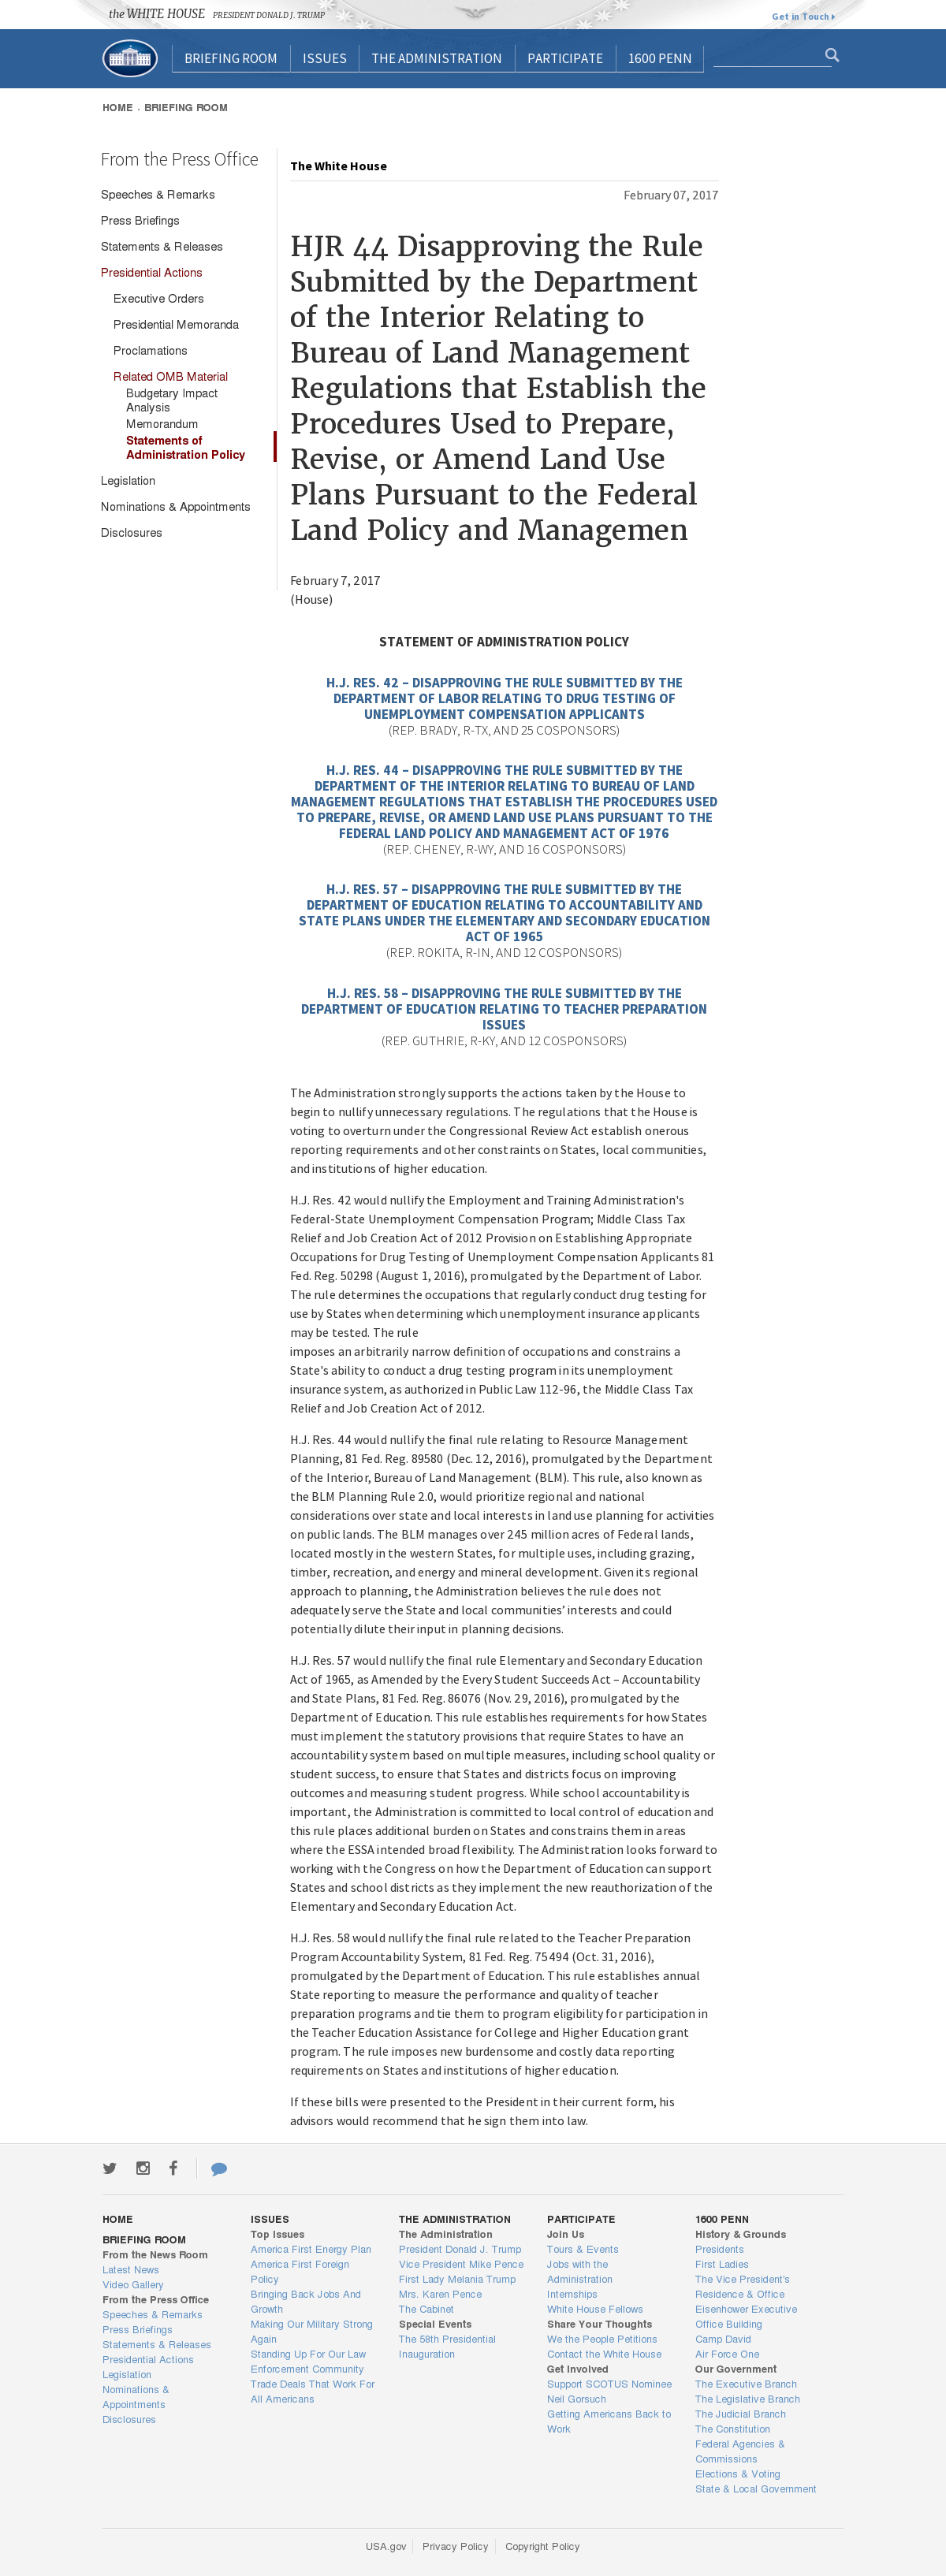 the WHITE HOUSE PRESIDENT DONALD J. TRUMP
Get in Touch
BRIEFING ROOM
ISSUES
THE ADMINISTRATION
PARTICIPATE
1600 PENN
HOME · BRIEFING ROOM
From the Press Office
Speeches & Remarks
Press Briefings
Statements & Releases
Presidential Actions
Executive Orders
Presidential Memoranda
Proclamations
Related OMB Material
Budgetary Impact
Analysis
Memorandum
Statements of
Administration Policy
Legislation
Nominations & Appointments
Disclosures
The White House
February 07, 2017
HJR 44 Disapproving the Rule
Submitted by the Department
of the Interior Relating to
Bureau of Land Management
Regulations that Establish the
Procedures Used to Prepare,
Revise, or Amend Land Use
Plans Pursuant to the Federal
Land Policy and Managemen
February 7, 2017
(House)
STATEMENT OF ADMINISTRATION POLICY
H.J. RES. 42 – DISAPPROVING THE RULE SUBMITTED BY THE
DEPARTMENT OF LABOR RELATING TO DRUG TESTING OF
UNEMPLOYMENT COMPENSATION APPLICANTS
(REP. BRADY, R-TX, AND 25 COSPONSORS)
H.J. RES. 44 – DISAPPROVING THE RULE SUBMITTED BY THE
DEPARTMENT OF THE INTERIOR RELATING TO BUREAU OF LAND
MANAGEMENT REGULATIONS THAT ESTABLISH THE PROCEDURES USED
TO PREPARE, REVISE, OR AMEND LAND USE PLANS PURSUANT TO THE
FEDERAL LAND POLICY AND MANAGEMENT ACT OF 1976
(REP. CHENEY, R-WY, AND 16 COSPONSORS)
H.J. RES. 57 – DISAPPROVING THE RULE SUBMITTED BY THE
DEPARTMENT OF EDUCATION RELATING TO ACCOUNTABILITY AND
STATE PLANS UNDER THE ELEMENTARY AND SECONDARY EDUCATION
ACT OF 1965
(REP. ROKITA, R-IN, AND 12 COSPONSORS)
H.J. RES. 58 – DISAPPROVING THE RULE SUBMITTED BY THE
DEPARTMENT OF EDUCATION RELATING TO TEACHER PREPARATION
ISSUES
(REP. GUTHRIE, R-KY, AND 12 COSPONSORS)
The Administration strongly supports the actions taken by the House to
begin to nullify unnecessary regulations. The regulations that the House is
voting to overturn under the Congressional Review Act establish onerous
reporting requirements and other constraints on States, local communities,
and institutions of higher education.
H.J. Res. 42 would nullify the Employment and Training Administration's
Federal-State Unemployment Compensation Program; Middle Class Tax
Relief and Job Creation Act of 2012 Provision on Establishing Appropriate
Occupations for Drug Testing of Unemployment Compensation Applicants 81
Fed. Reg. 50298 (August 1, 2016), promulgated by the Department of Labor.
The rule determines the occupations that regularly conduct drug testing for
use by States when determining which unemployment insurance applicants
may be tested. The rule
imposes an arbitrarily narrow definition of occupations and constrains a
State's ability to conduct a drug testing program in its unemployment
insurance system, as authorized in Public Law 112-96, the Middle Class Tax
Relief and Job Creation Act of 2012.
H.J. Res. 44 would nullify the final rule relating to Resource Management
Planning, 81 Fed. Reg. 89580 (Dec. 12, 2016), promulgated by the Department
of the Interior, Bureau of Land Management (BLM). This rule, also known as
the BLM Planning Rule 2.0, would prioritize regional and national
considerations over state and local interests in land use planning for activities
on public lands. The BLM manages over 245 million acres of Federal lands,
located mostly in the western States, for multiple uses, including grazing,
timber, recreation, and energy and mineral development. Given its regional
approach to planning, the Administration believes the rule does not
adequately serve the State and local communities’ interests and could
potentially dilute their input in planning decisions.
H.J. Res. 57 would nullify the final rule Elementary and Secondary Education
Act of 1965, as Amended by the Every Student Succeeds Act – Accountability
and State Plans, 81 Fed. Reg. 86076 (Nov. 29, 2016), promulgated by the
Department of Education. This rule establishes requirements for how States
must implement the statutory provisions that require States to have an
accountability system based on multiple measures, including school quality or
student success, to ensure that States and districts focus on improving
outcomes and measuring student progress. While school accountability is
important, the Administration is committed to local control of education and
this rule places additional burden on States and constrains them in areas
where the ESSA intended broad flexibility. The Administration looks forward to
working with the Congress on how the Department of Education can support
States and school districts as they implement the new reauthorization of the
Elementary and Secondary Education Act.
H.J. Res. 58 would nullify the final rule related to the Teacher Preparation
Program Accountability System, 81 Fed. Reg. 75494 (Oct. 31, 2016),
promulgated by the Department of Education. This rule establishes annual
State reporting to measure the performance and quality of teacher
preparation programs and tie them to program eligibility for participation in
the Teacher Education Assistance for College and Higher Education grant
program. The rule imposes new burdensome and costly data reporting
requirements on States and institutions of higher education.
If these bills were presented to the President in their current form, his
advisors would recommend that he sign them into law.
HOME
BRIEFING ROOM
From the News Room
Latest News
Video Gallery
From the Press Office
Speeches & Remarks
Press Briefings
Statements & Releases
Presidential Actions
Legislation
Nominations &
Appointments
Disclosures
ISSUES
Top Issues
America First Energy Plan
America First Foreign
Policy
Bringing Back Jobs And
Growth
Making Our Military Strong
Again
Standing Up For Our Law
Enforcement Community
Trade Deals That Work For
All Americans
THE ADMINISTRATION
The Administration
President Donald J. Trump
Vice President Mike Pence
First Lady Melania Trump
Mrs. Karen Pence
The Cabinet
Special Events
The 58th Presidential
Inauguration
PARTICIPATE
Join Us
Tours & Events
Jobs with the
Administration
Internships
White House Fellows
Share Your Thoughts
We the People Petitions
Contact the White House
Get Involved
Support SCOTUS Nominee
Neil Gorsuch
Getting Americans Back to
Work
1600 PENN
History & Grounds
Presidents
First Ladies
The Vice President's
Residence & Office
Eisenhower Executive
Office Building
Camp David
Air Force One
Our Government
The Executive Branch
The Legislative Branch
The Judicial Branch
The Constitution
Federal Agencies &
Commissions
Elections & Voting
State & Local Government
USA.gov
Privacy Policy
Copyright Policy